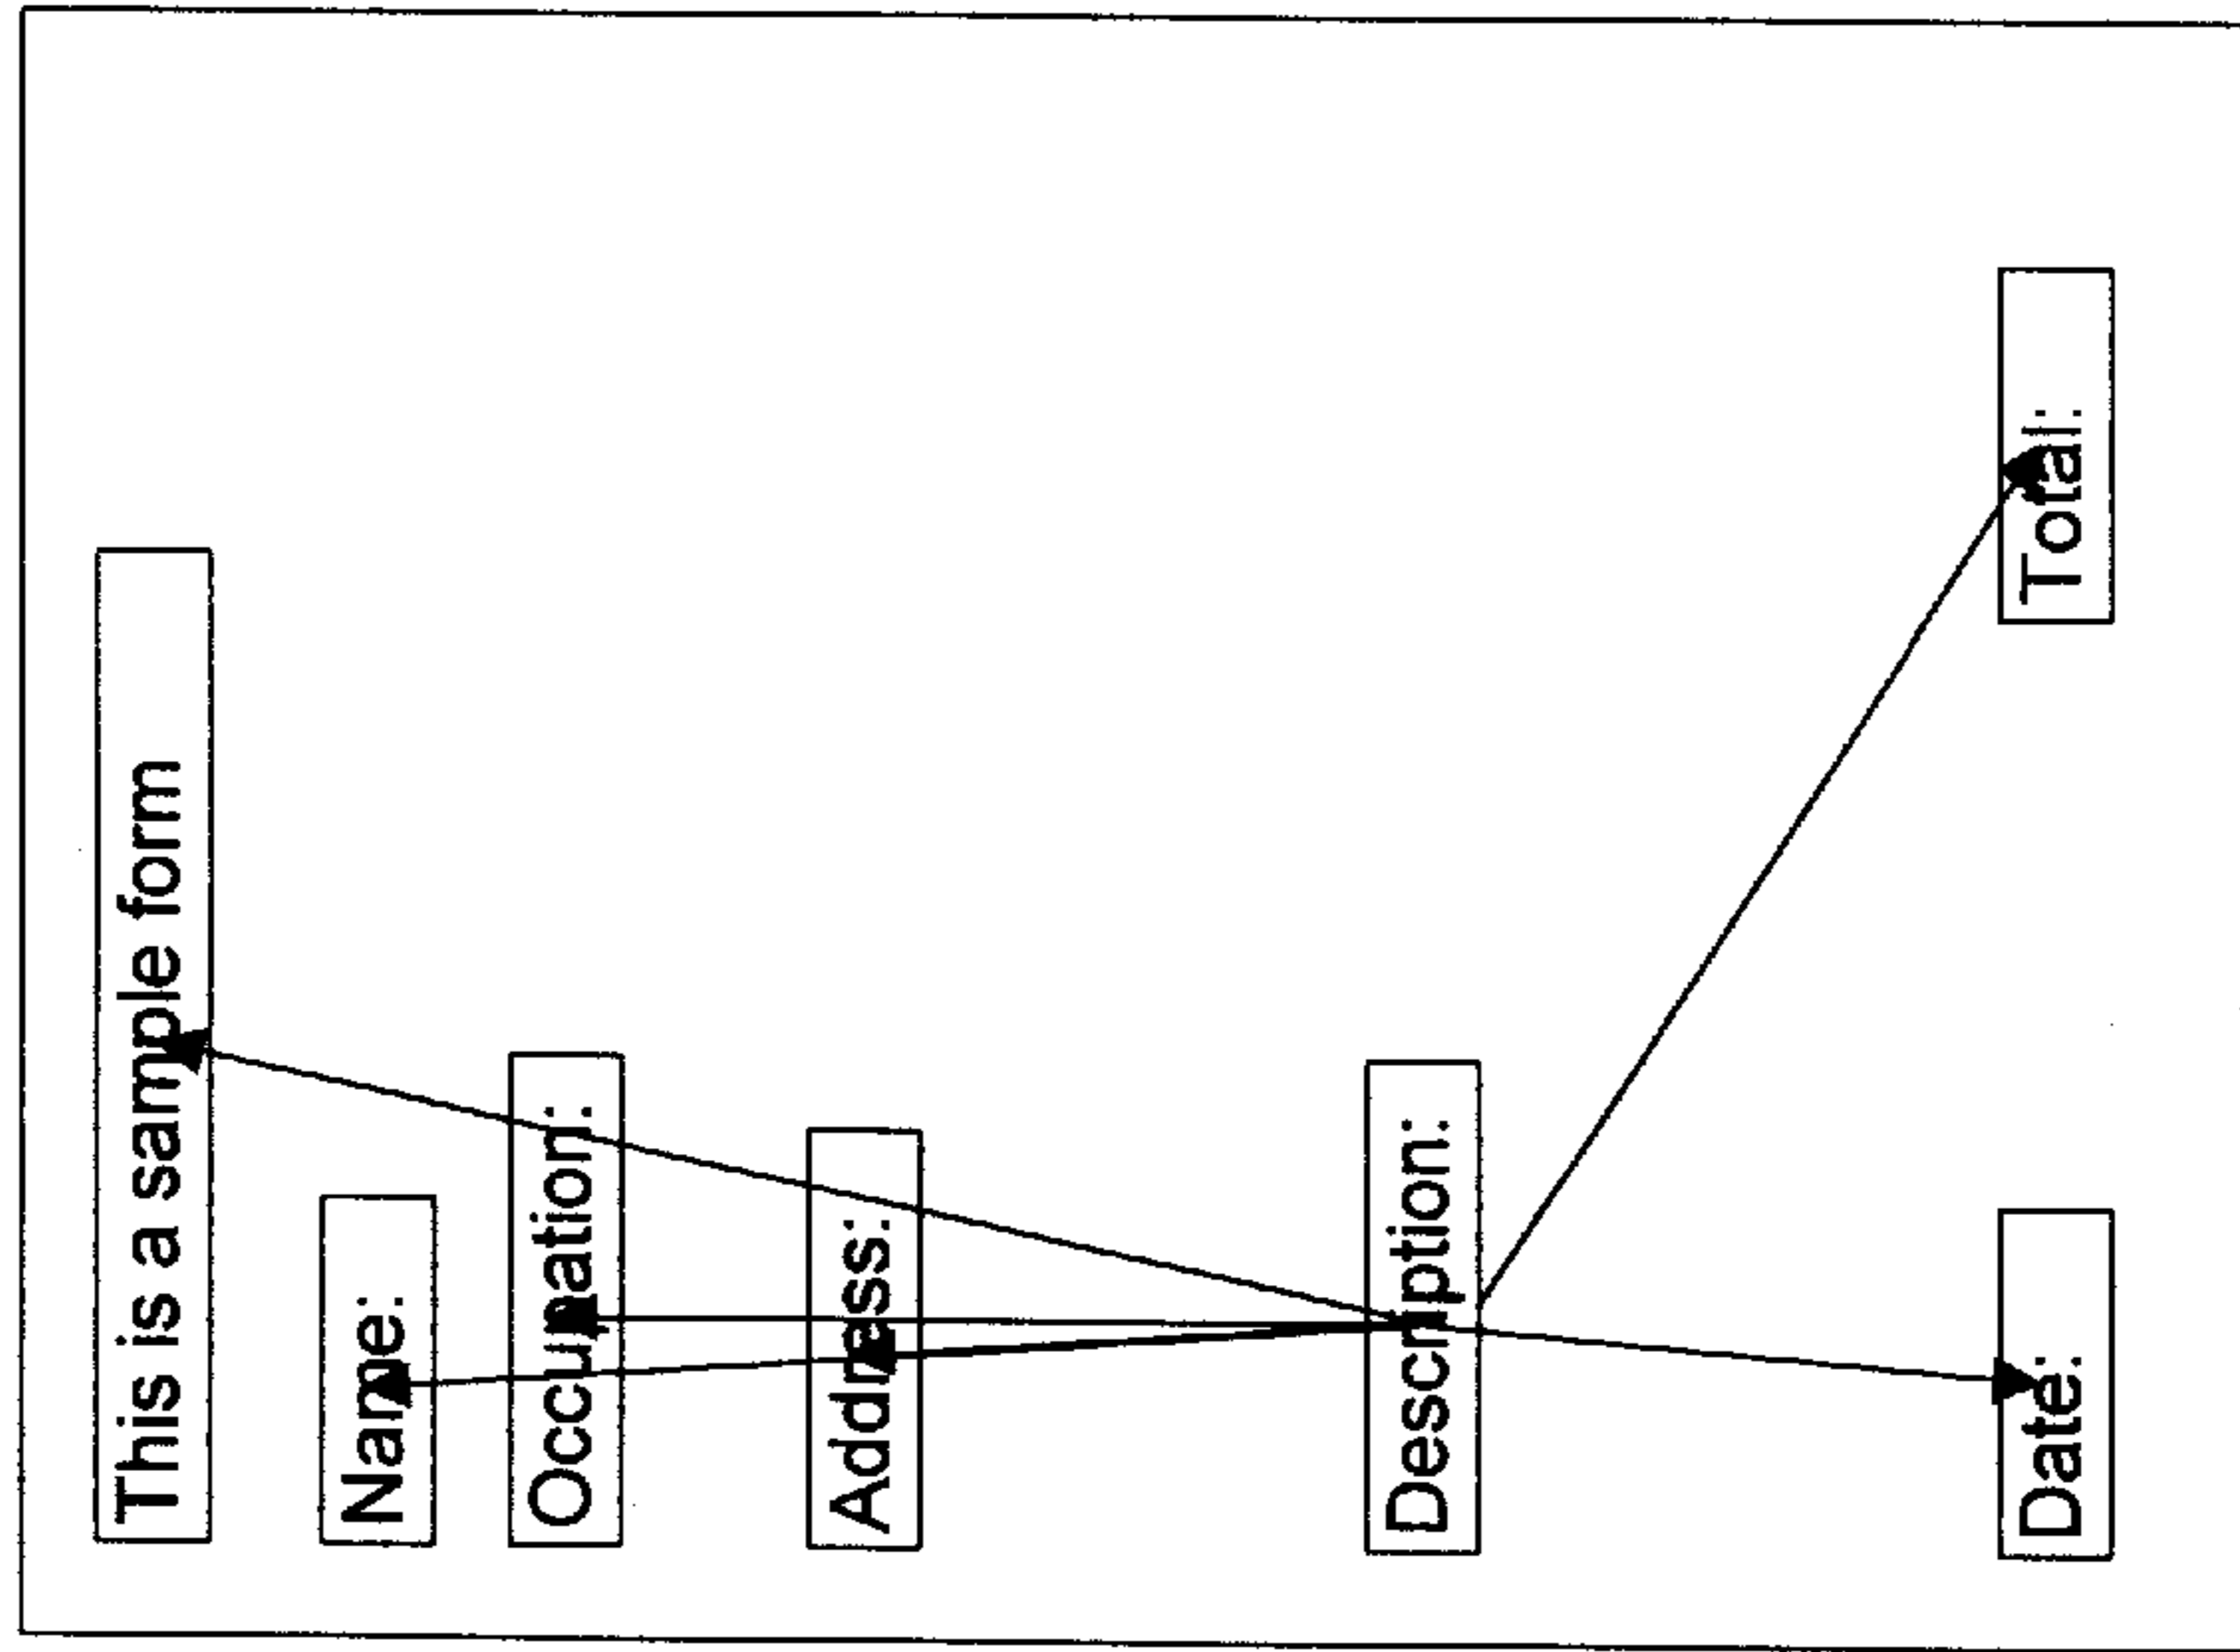 This is a sample form
Name:
Occupation:
Address:
Description:
Date:
Total: